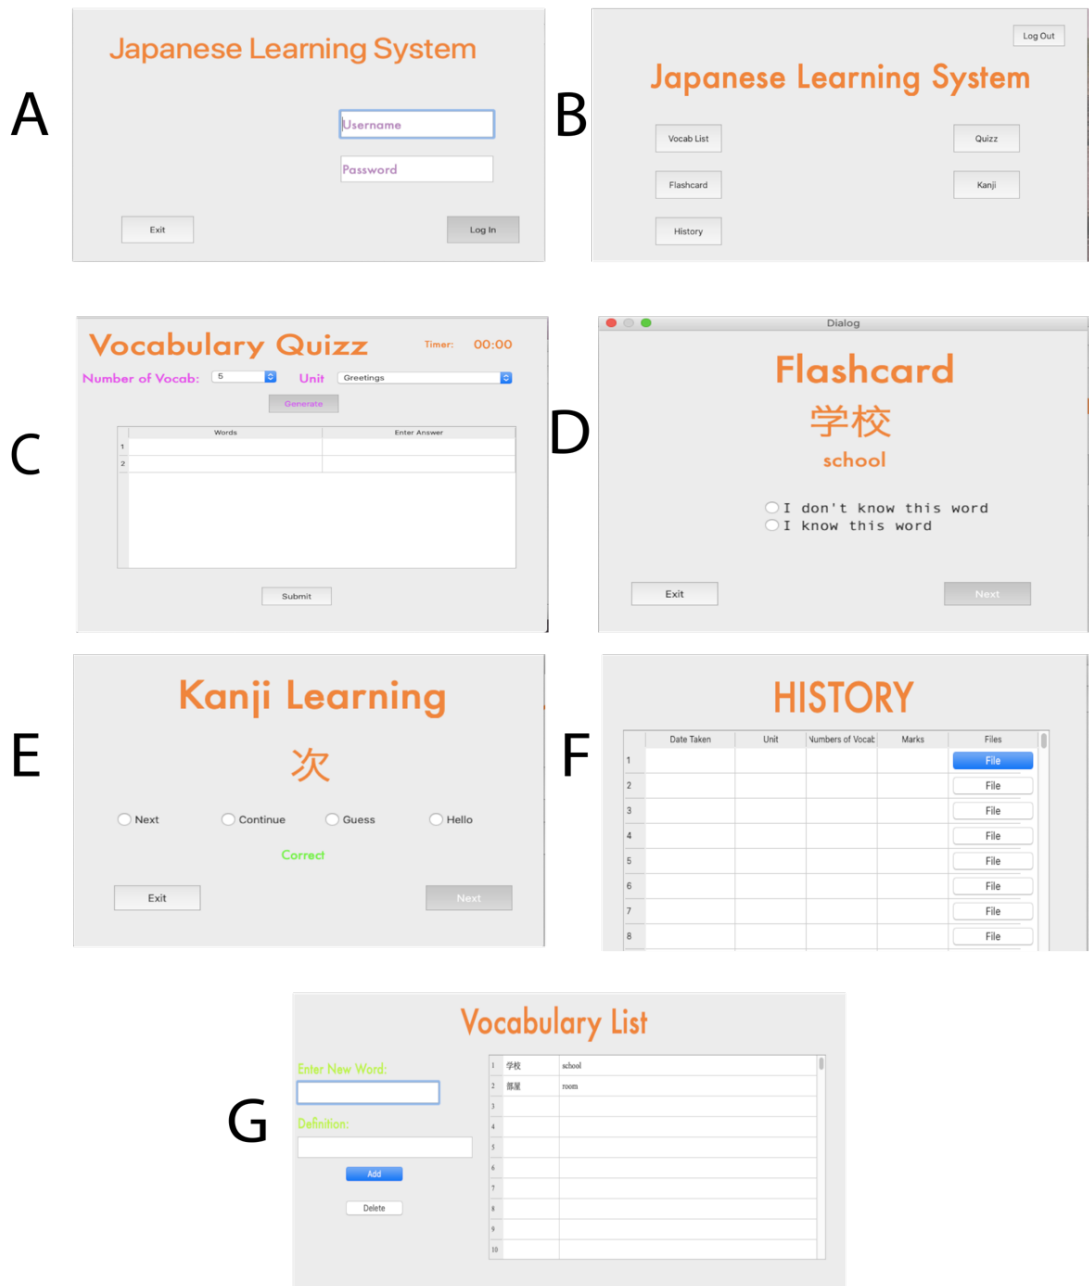 A
Japanese Learning System
Username
Password
Exit Log In
B
Log Out
Japanese Learning System
Vocab List Quizz
Flashcard Kanji
History
C
Vocabulary Quizz Timer: 00:00
Number of Vocab: 5 Unit Greetings
Generate
Words Enter Answer
1
2
Submit
D
Dialog
Flashcard
学校
school
I don't know this word
I know this word
Exit Next
E
Kanji Learning
次
Next Continue Guess Hello
Correct
Exit Next
F
HISTORY
Date Taken Unit Numbers of Vocab Marks Files
1 File
2 File
3 File
4 File
5 File
6 File
7 File
8 File
G
Vocabulary List
Enter New Word:
Definition:
Add
Delete
1 学校 school
2 部屋 room
3
4
5
6
7
8
9
10